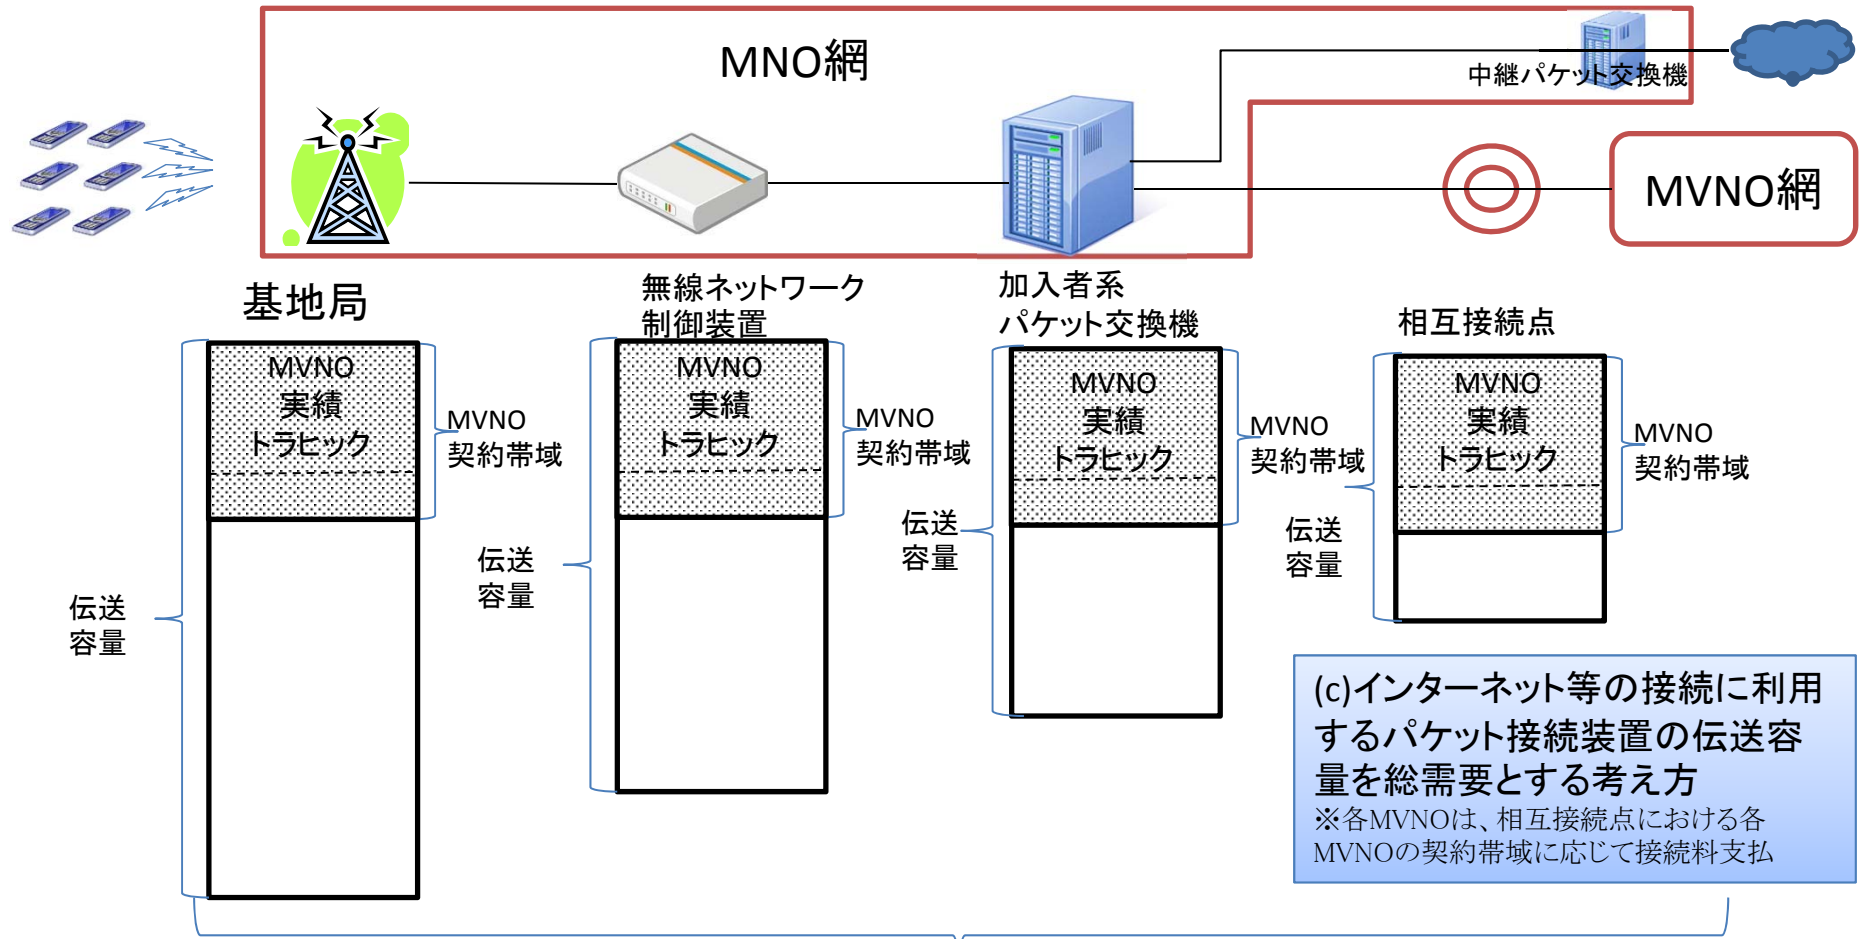 MNO網
中継パケット交換機
MVNO網
基地局
無線ネットワーク
制御装置
加入者系
パケット交換機
相互接続点
MVNO
実績
トラヒック
MVNO
契約帯域
伝送
容量
MVNO
実績
トラヒック
MVNO
契約帯域
伝送
容量
MVNO
実績
トラヒック
MVNO
契約帯域
伝送
容量
MVNO
実績
トラヒック
MVNO
契約帯域
伝送
容量
(c)インターネット等の接続に利用
するパケット接続装置の伝送容
量を総需要とする考え方
※各MVNOは、相互接続点における各
MVNOの契約帯域に応じて接続料支払